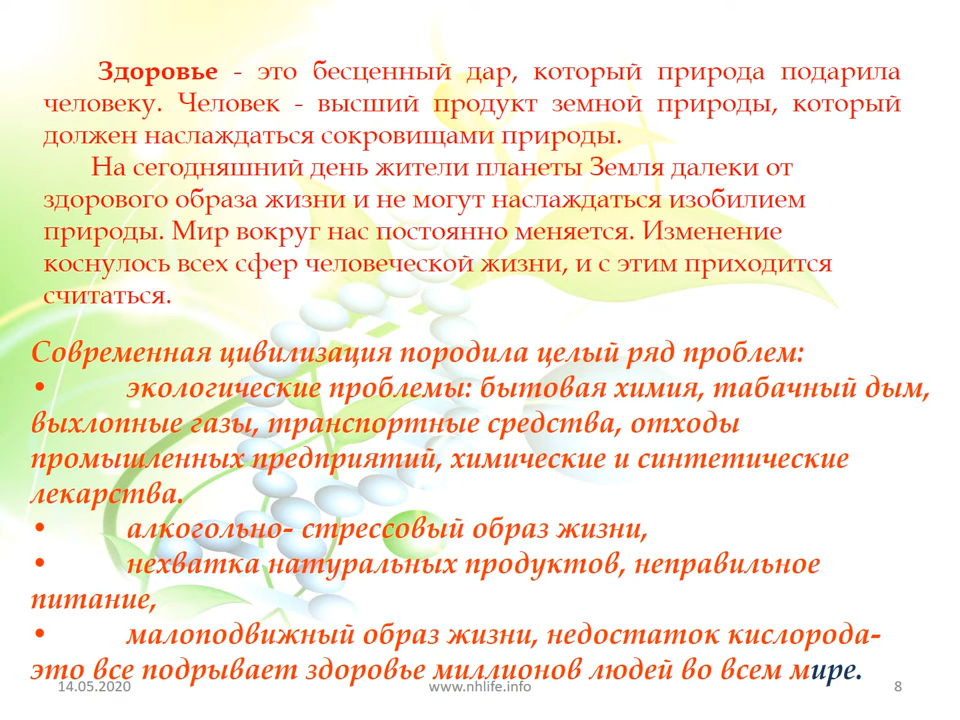 Здоровье - это бесценный дар, который природа подарила
человеку. Человек - высший продукт земной природы, который
должен наслаждаться сокровищами природы.
На сегодняшний день жители планеты Земля далеки от
здорового образа жизни и не могут наслаждаться изобилием
природы. Мир вокруг нас постоянно меняется. Изменение
коснулось всех сфер человеческой жизни, и с этим приходится
считаться.
Современная цивилизация породила целый ряд проблем:
• экологические проблемы: бытовая химия, табачный дым,
выхлопные газы, транспортные средства, отходы
промышленных предприятий, химические и синтетические
лекарства.
• алкогольно- стрессовый образ жизни,
• нехватка натуральных продуктов, неправильное
питание,
• малоподвижный образ жизни, недостаток кислорода-
это все подрывает здоровье миллионов людей во всем мире.
14.05.2020 www.nhlife.info 8